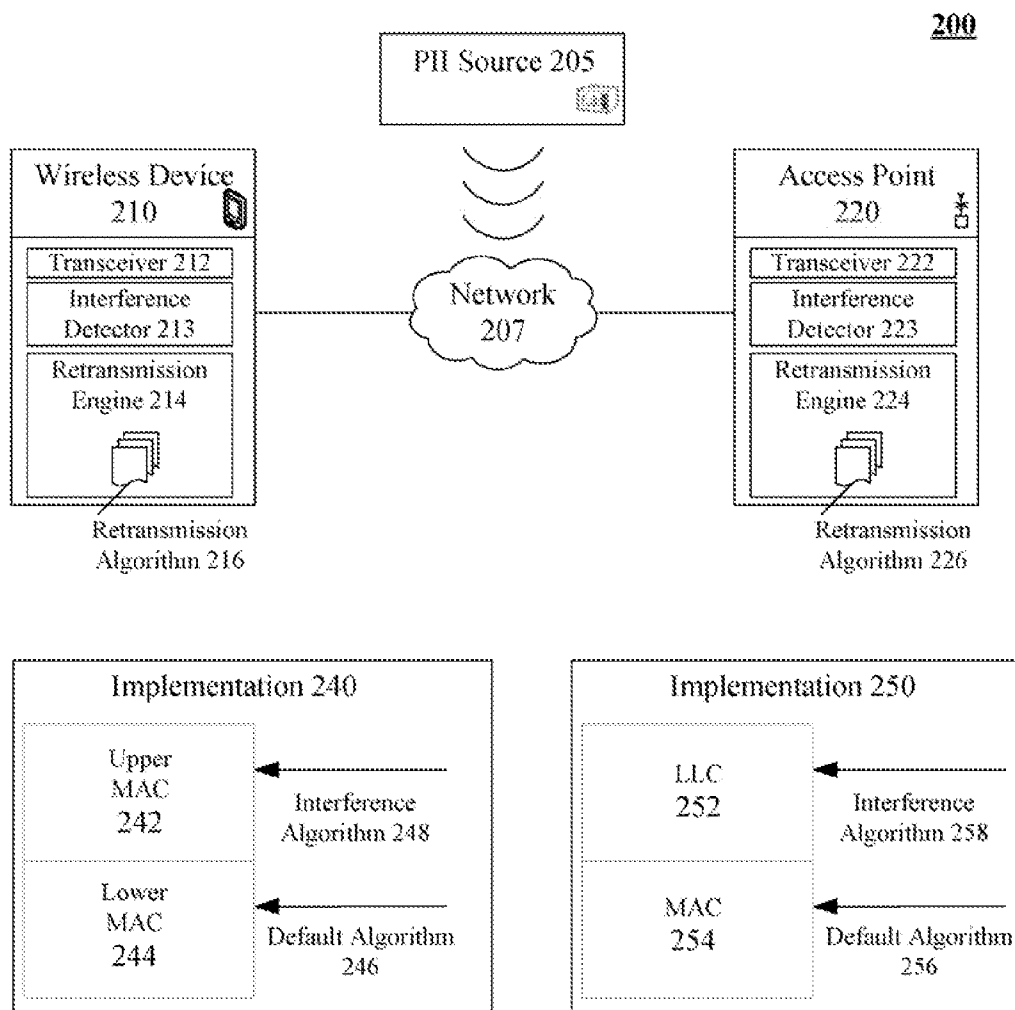 200
PII Source 205
Wireless Device
210
Transceiver 212
Interference
Detector 213
Retransmission
Engine 214
Retransmission
Algorithm 216
Network
207
Access Point
220
Transceiver 222
Interference
Detector 223
Retransmission
Engine 224
Retransmission
Algorithm 226
Implementation 240
Upper
MAC
242
Interference
Algorithm 248
Lower
MAC
244
Default Algorithm
246
Implementation 250
LLC
252
Interference
Algorithm 258
MAC
254
Default Algorithm
256